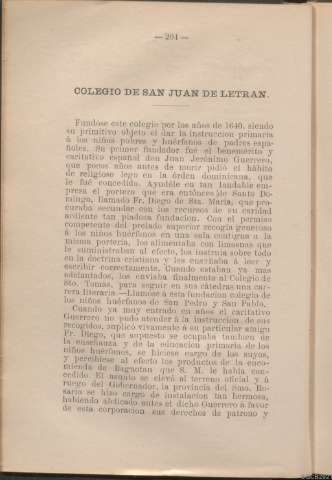 — 204 —
COLEGIO DE SAN JUAN DE LETRAN.
Fundóse este colegio por los años de 1640, siendo
su primitivo objeto el dar la instruccion primaria
á los niños pobres y huérfanos de padres espa-
ñoles. Su primer fundador fué el benemérito y
caritativo español don Juan Jerónimo Guerrero,
que pocos años antes de morir pidió el hábito
de religioso lego en la órden dominicana, que
le fué concedido. Ayudóle en tan laudable em-
presa el portero que era entónces de Santo Do-
mingo, llamado Fr. Diego de Sta. Maria, que pro-
curaba secundar con los recursos de su caridad
ardiente tan piadosa fundacion. Con el permiso
competente del prelado superior recogia generoso
á los niños huérfanos en una sala contigua a la
misma portería, los alimentaba con limosnas que
le suministraban al efecto, los instruia sobre todo
en la doctrina cristiana y les enseñaba á leer y
escribir correctamente. Cuando estaban ya mas
adelantados, los enviaba finalmente al Colegio de
Sto. Tomás, para seguir en sus cátedras una car-
rera literaria.—Llamóse á esta fundacion colegio de
los niños huérfanos de San Pedro y San Pablo.
Cuando ya muy entrado en años el caritativo
Guerrero no pudo atender á la instruccion de sus
recogidos, suplicó vivamente á su particular amigo
Fr. Diego, que supuesto se ocupaba tambien de
la enseñanza y de la educacion primaria de los
niños huérfanos, se hiciese cargo de los suyos,
y percibiese al efecto los productos de la enco-
mienda de Bagnotan que S. M. le habia con-
cedido. El asunto se elevó al terreno oficial y á
ruego del Gobernador, la provincia del Smo. Ro-
sario se hizo cargo de instalacion tan hermosa,
habiendo abdicado antes el dicho Guerrero á favor
de esta corporacion sus derechos de patrono y